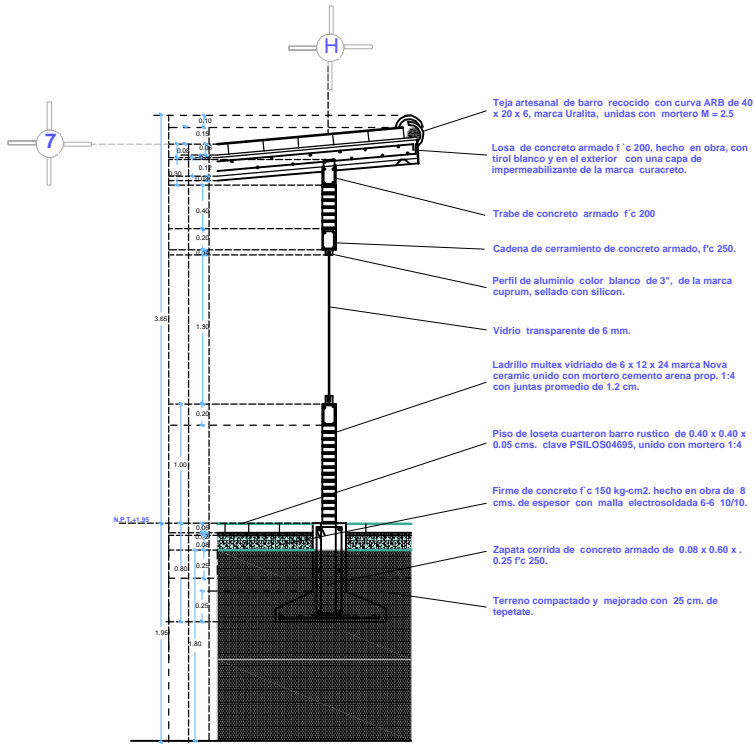 H
7
Teja artesanal de barro recocido con curva ARB de 40
x 20 x 6, marca Uralita, unidas con mortero M = 2.5
Losa de concreto armado f ´c 200, hecho en obra, con
tirol blanco y en el exterior con una capa de
impermeabilizante de la marca curacreto.
Trabe de concreto armado f´c 200
Cadena de cerramiento de concreto armado, f'c 250.
Perfil de aluminio color blanco de 3", de la marca
cuprum, sellado con silicon.
Vidrio transparente de 6 mm.
Ladrillo multex vidriado de 6 x 12 x 24 marca Nova
ceramic unido con mortero cemento arena prop. 1:4
con juntas promedio de 1.2 cm.
Piso de loseta cuarteron barro rustico de 0.40 x 0.40 x
0.05 cms. clave PSILOS04695, unido con mortero 1:4
Firme de concreto f´c 150 kg-cm2. hecho en obra de 8
cms. de espesor con malla electrosoldada 6-6 10/10.
Zapata corrida de concreto armado de 0.08 x 0.60 x .
0.25 f'c 250.
Terreno compactado y mejorado con 25 cm. de
tepetate.
0.10
0.15
0.12
0.30
0.40
0.20
3.65
1.30
0.20
1.00
N.P.T. +1.95
0.05
0.08
0.25
0.80
0.25
1.95
1.80